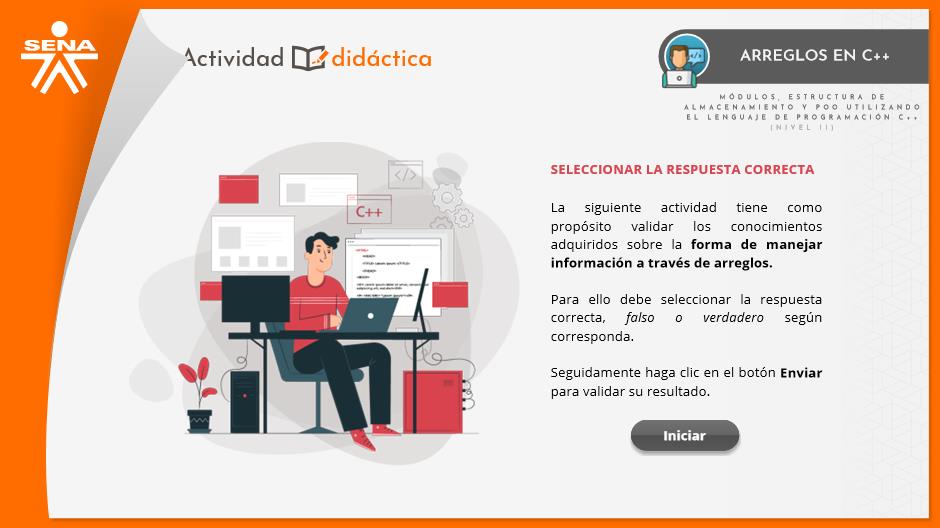 SENA
Actividad didáctica
ARREGLOS EN C++
MÓDULOS, ESTRUCTURA DE
ALMACENAMIENTO Y POO UTILIZANDO
EL LENGUAJE DE PROGRAMACIÓN C++
(NIVEL II)
</>
C++
SELECCIONAR LA RESPUESTA CORRECTA
La siguiente actividad tiene como
propósito validar los conocimientos
adquiridos sobre la forma de manejar
información a través de arreglos.
Para ello debe seleccionar la respuesta
correcta, falso o verdadero según
corresponda.
Seguidamente haga clic en el botón Enviar
para validar su resultado.
Iniciar